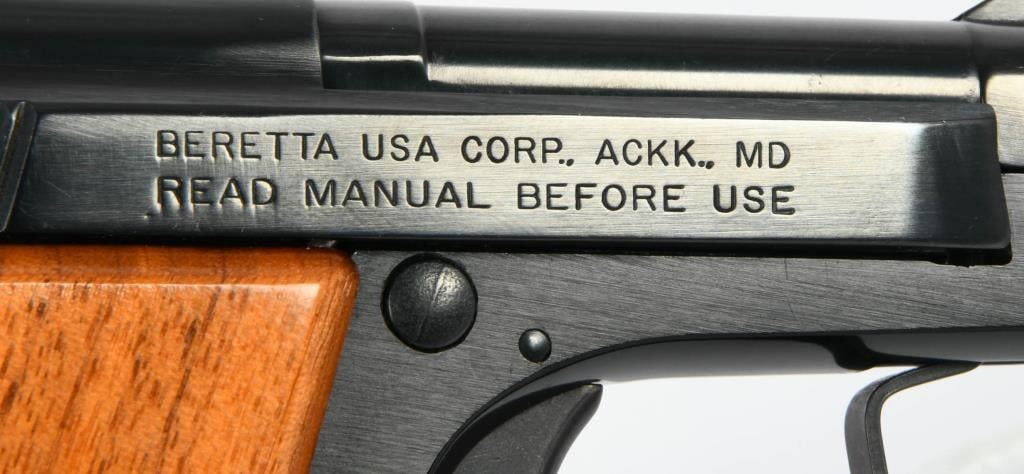 BERETTA USA CORP., ACKK., MD
READ MANUAL BEFORE USE